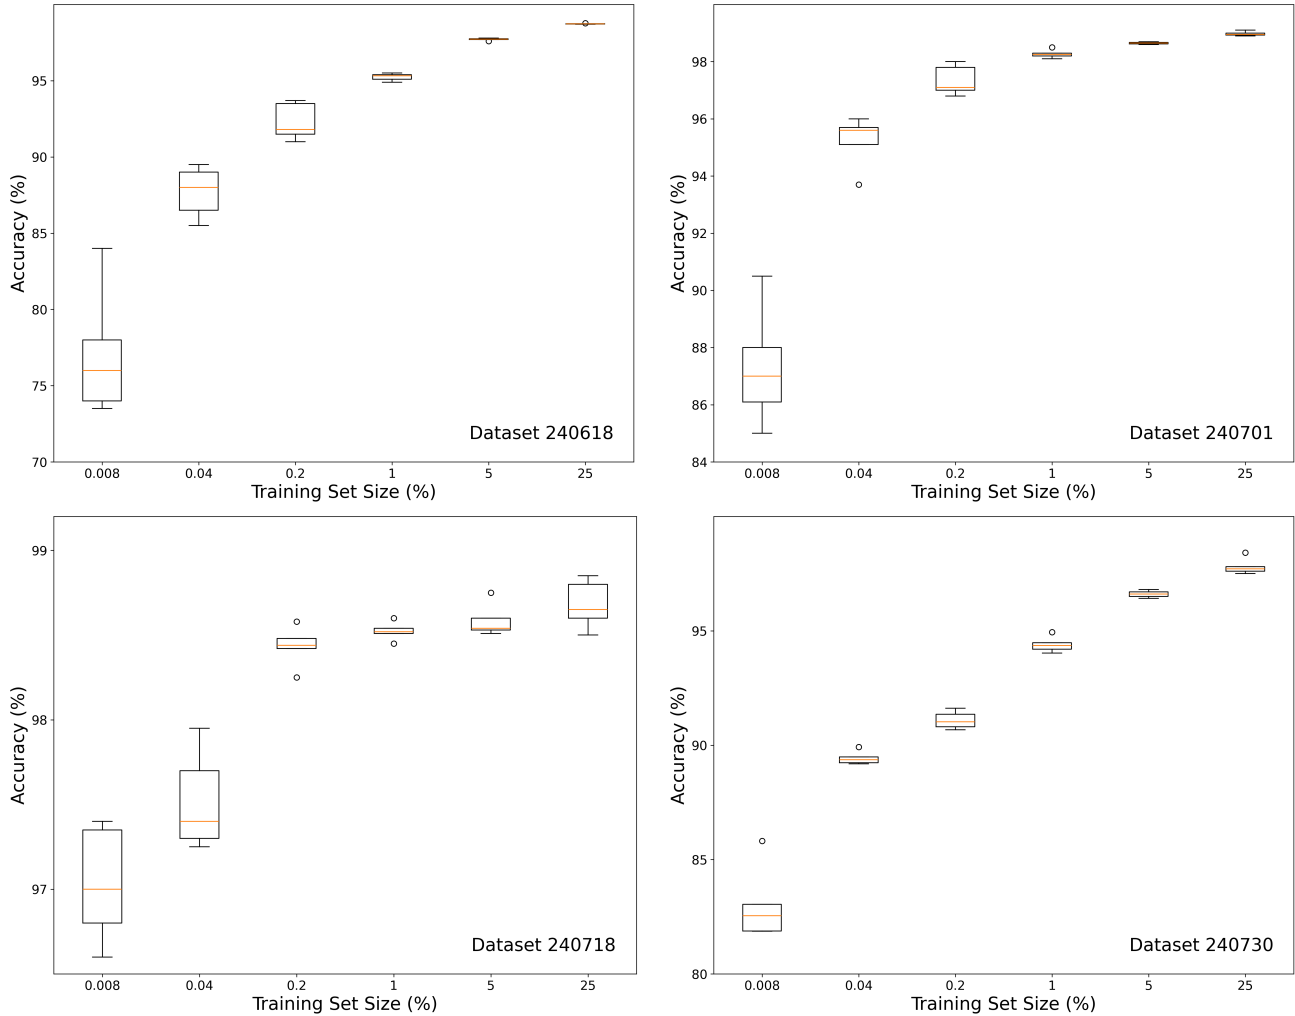 95
90
85
80
75
70
Accuracy (%)
Dataset 240618
0.008 0.04 0.2 1 5 25
Training Set Size (%)
98
96
94
92
90
88
86
84
Accuracy (%)
Dataset 240701
0.008 0.04 0.2 1 5 25
Training Set Size (%)
99
98
97
Accuracy (%)
Dataset 240718
0.008 0.04 0.2 1 5 25
Training Set Size (%)
95
90
85
80
Accuracy (%)
Dataset 240730
0.008 0.04 0.2 1 5 25
Training Set Size (%)